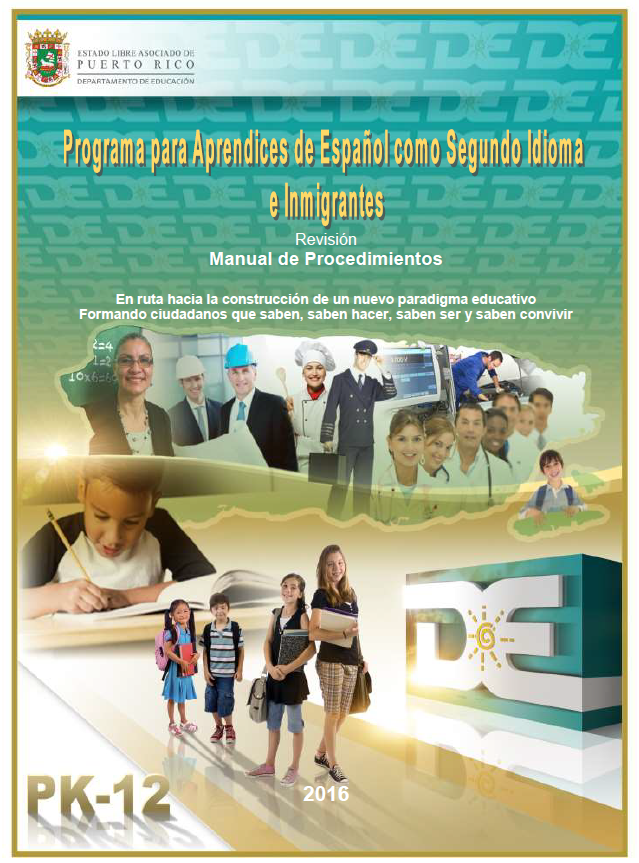 ESTADO LIBRE ASOCIADO DE
PUERTO RICO
DEPARTAMENTO DE EDUCACIÓN
Programa para Aprendices de Español como Segundo Idioma
e Inmigrantes
Revisión
Manual de Procedimientos
En ruta hacia la construcción de un nuevo paradigma educativo
Formando ciudadanos que saben, saben hacer, saben ser y saben convivir
DE
PK-12
2016